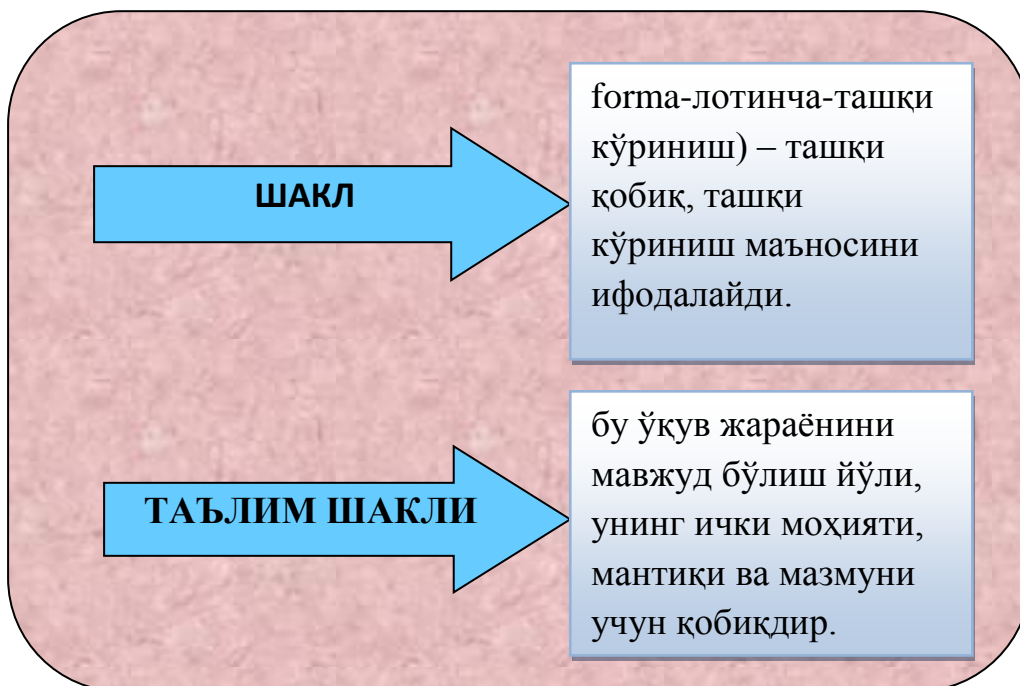 ШАКЛ
forma-лотинча-ташқи
кўриниш) – ташқи
қобиқ, ташқи
кўриниш маъносини
ифодалайди.
ТАЪЛИМ ШАКЛИ
бу ўқув жараёнини
мавжуд бўлиш йўли,
унинг ички моҳияти,
мантиқи ва мазмуни
учун қобиқдир.